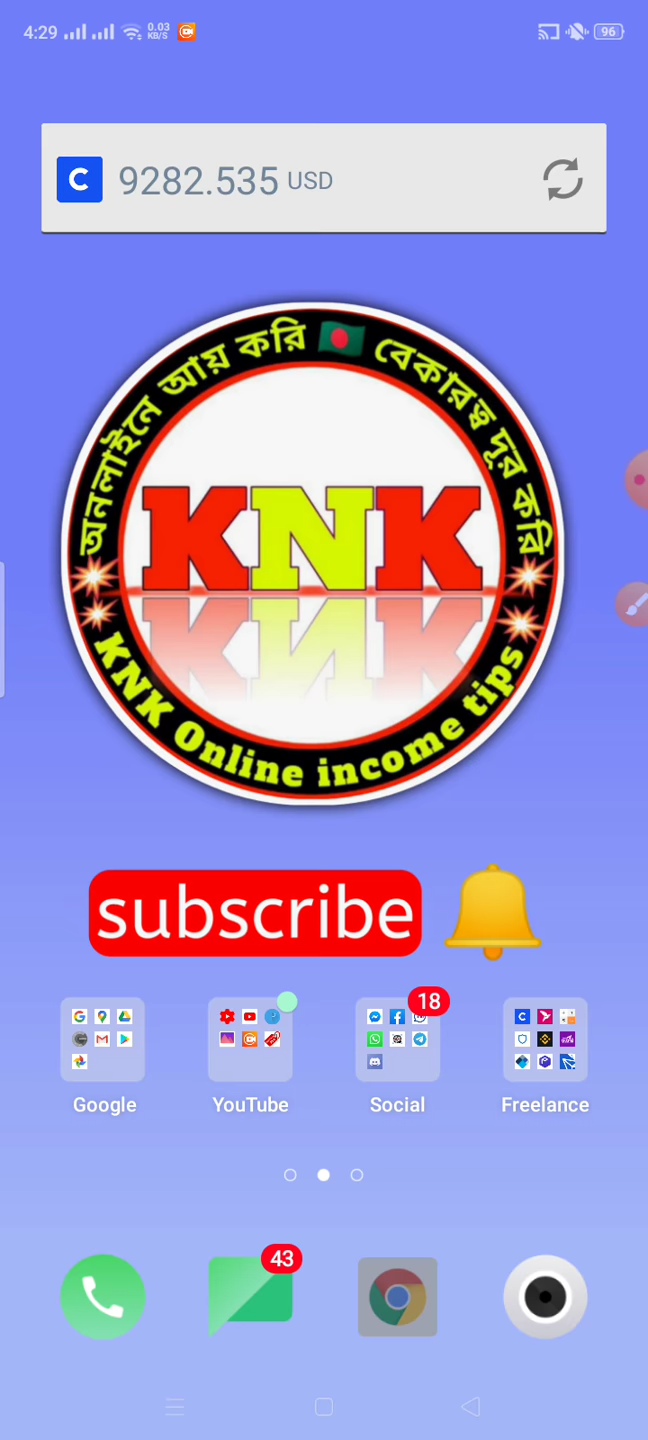 4:29
0.03
KB/S
96
C 9282.535 USD
অনলাইনে আয় করি 🇧🇩 বেকারত্ব দূর করি
KNK
KNK Online income tips
subscribe
18
Google
YouTube
Social
Freelance
43